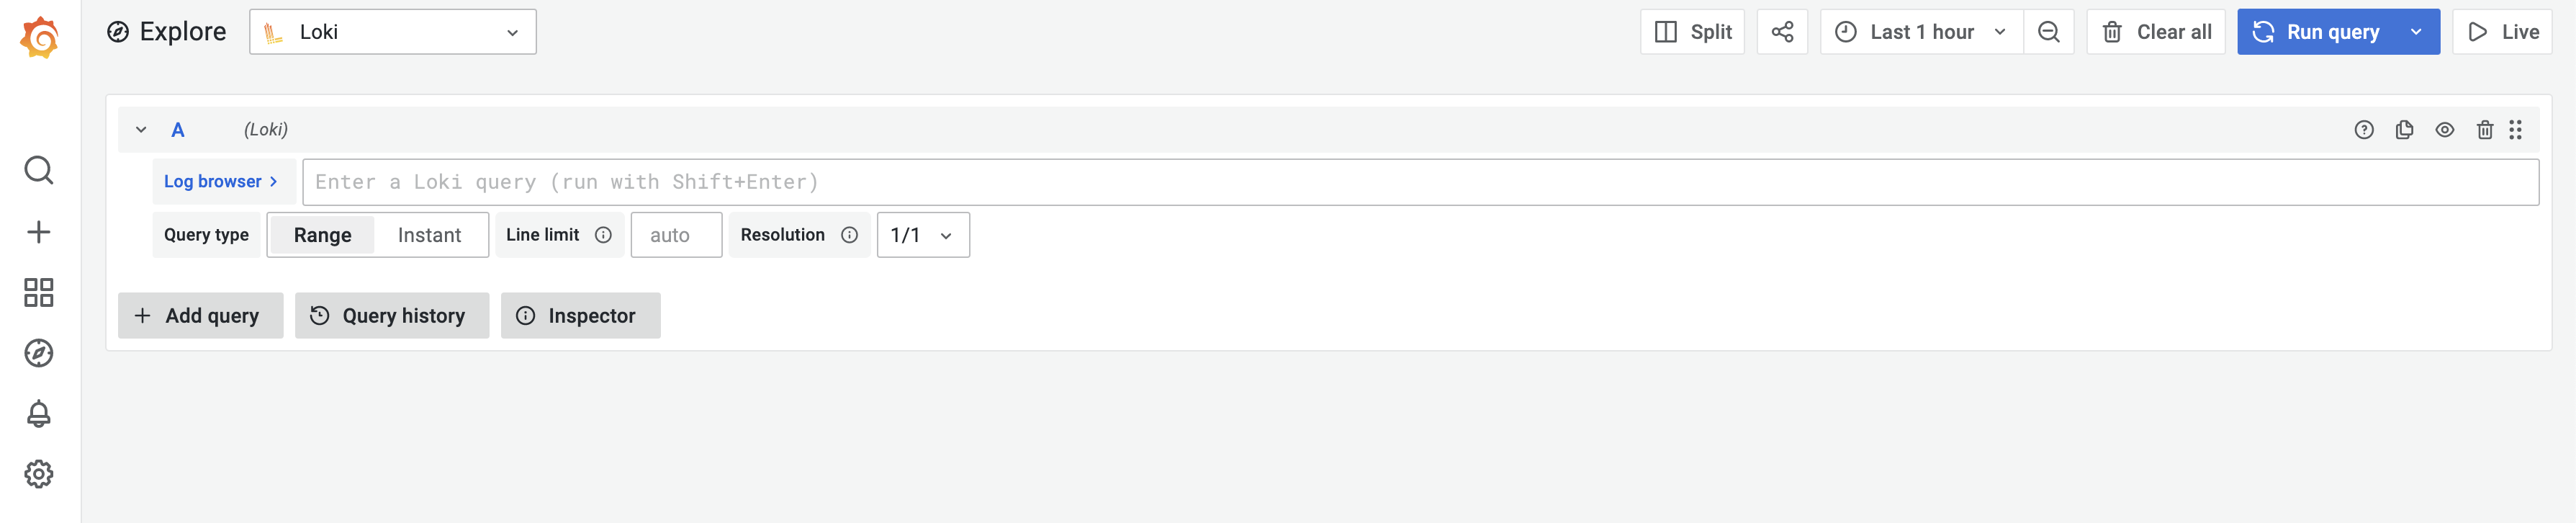 Explore Loki Split Last 1 hour Clear all Run query Live
A (Loki)
Log browser > Enter a Loki query (run with Shift+Enter)
Query type Range Instant Line limit auto Resolution 1/1
+ Add query Query history Inspector